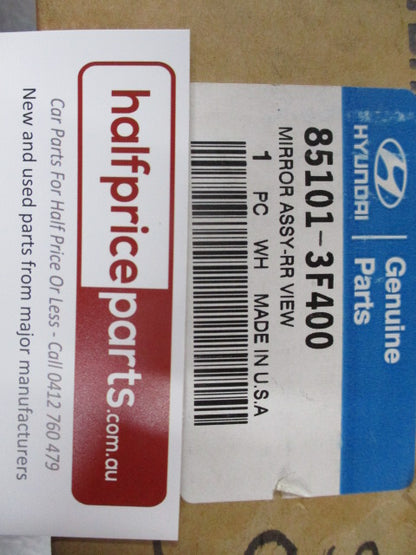 halfpriceparts.com.au
Car Parts For Half Price Or Less - Call 0412 760 479
New and used parts from major manufacturers
HYUNDAI
Genuine
Parts
85101-3F400
MIRROR ASSY-RR VIEW
1 PC WH MADE IN U.S.A